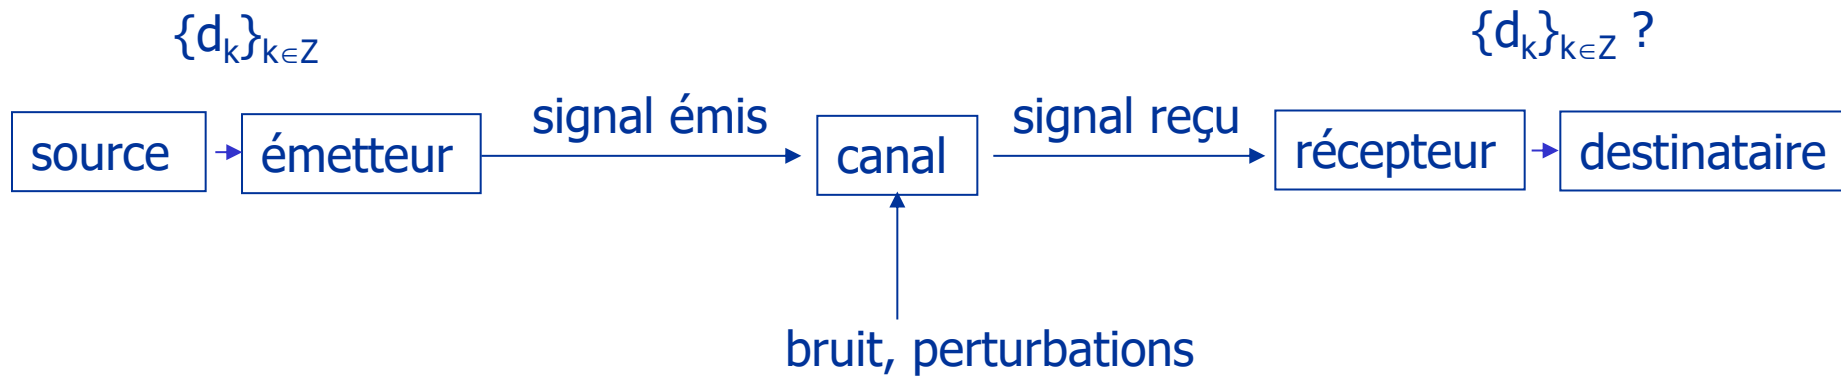 {dk}k∈Z
{dk}k∈Z ?
signal émis
signal reçu
source
émetteur
canal
récepteur
destinataire
bruit, perturbations